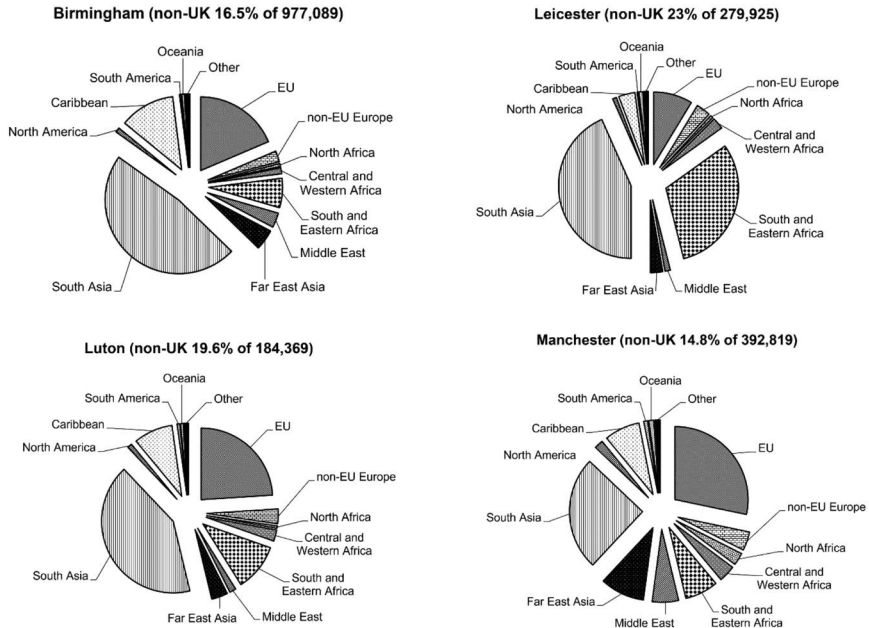 Birmingham (non-UK 16.5% of 977,089)
Oceania
South America
Other
Caribbean
EU
North America
non-EU Europe
North Africa
Central and
Western Africa
South and
Eastern Africa
Middle East
South Asia
Far East Asia
Leicester (non-UK 23% of 279,925)
Oceania
South America
Other
Caribbean
EU
North America
non-EU Europe
North Africa
Central and
Western Africa
South Asia
South and
Eastern Africa
Far East Asia
Middle East
Luton (non-UK 19.6% of 184,369)
Oceania
South America
Other
Caribbean
EU
North America
non-EU Europe
North Africa
Central and
Western Africa
South Asia
South and
Eastern Africa
Far East Asia
Middle East
Manchester (non-UK 14.8% of 392,819)
Oceania
South America
Other
Caribbean
EU
North America
non-EU Europe
South Asia
North Africa
Central and
Western Africa
Far East Asia
South and
Eastern Africa
Middle East